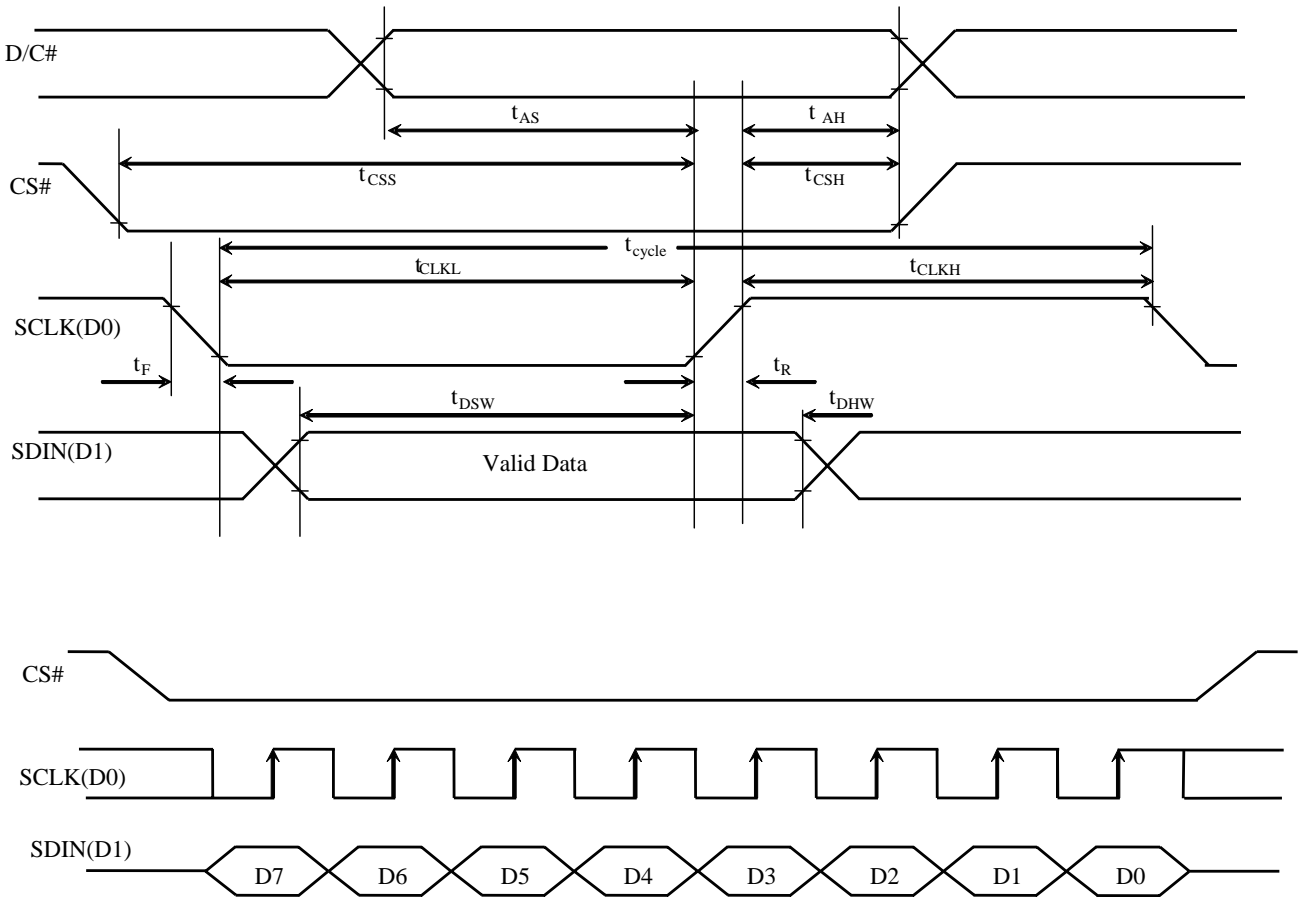 D/C#
tAS
t AH
CS#
tCSS
tCSH
tcycle
tCLKL
tCLKH
SCLK(D0)
tF
tR
tDSW
tDHW
SDIN(D1)
Valid Data
CS#
SCLK(D0)
SDIN(D1)
D7 D6 D5 D4 D3 D2 D1 D0